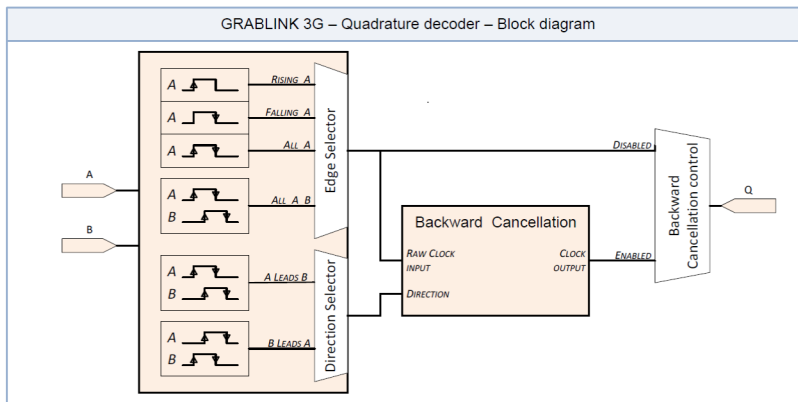 GRABLINK 3G – Quadrature decoder – Block diagram
A
B
A
RISING A
A
FALLING A
A
ALL A
A
B
ALL A B
Edge Selector
A
B
A LEADS B
A
B
B LEADS A
Direction Selector
Backward Cancellation
RAW CLOCK
INPUT
CLOCK
OUTPUT
DIRECTION
DISABLED
ENABLED
Backward
Cancellation control
Q